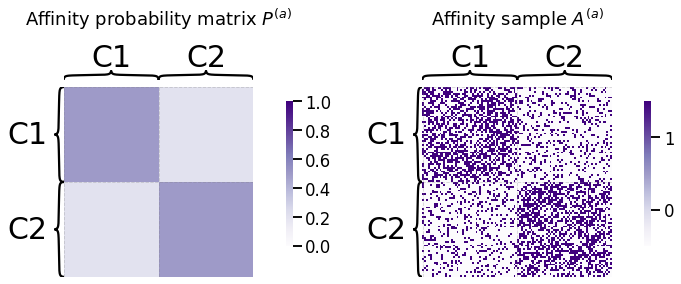 Affinity probability matrix P^(a)
C1 C2
C1
C2
1.0
0.8
0.6
0.4
0.2
0.0
Affinity sample A^(a)
C1 C2
C1
C2
1
0